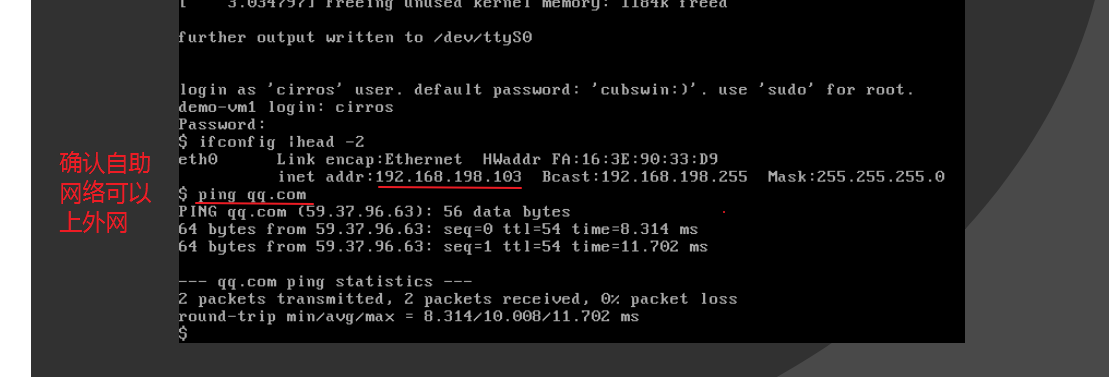 [    3.034797] Freeing unused kernel memory: 1184k freed
further output written to /dev/ttyS0
login as 'cirros' user. default password: 'cubswin:)'. use 'sudo' for root.
demo-vm1 login: cirros
Password:
$ ifconfig |head -2
eth0      Link encap:Ethernet  HWaddr FA:16:3E:90:33:D9
          inet addr:192.168.198.103  Bcast:192.168.198.255  Mask:255.255.255.0
$ ping qq.com
PING qq.com (59.37.96.63): 56 data bytes
64 bytes from 59.37.96.63: seq=0 ttl=54 time=8.314 ms
64 bytes from 59.37.96.63: seq=1 ttl=54 time=11.702 ms
--- qq.com ping statistics ---
2 packets transmitted, 2 packets received, 0% packet loss
round-trip min/avg/max = 8.314/10.008/11.702 ms
$
确认自助
网络可以
上外网